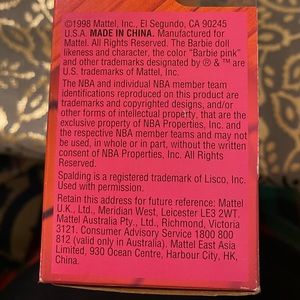 ©1998 Mattel, Inc., El Segundo, CA 90245
U.S.A. MADE IN CHINA. Manufactured for
Mattel. All Rights Reserved. The Barbie doll
likeness and character, the color "Barbie pink"
and other trademarks designated by ® & ™ are
U.S. trademarks of Mattel, Inc.
The NBA and individual NBA member team
identifications reproduced on this product are
trademarks and copyrighted designs, and/or
other forms of intellectual property, that are the
exclusive property of NBA Properties, Inc. and
the respective NBA member teams and may not
be used, in whole or in part, without the written
consent of NBA Properties, Inc. All Rights
Reserved.
Spalding is a registered trademark of Lisco, Inc.
Used with permission.
Retain this address for future reference: Mattel
U.K., Ltd., Meridian West, Leicester LE3 2WT.
Mattel Australia Pty., Ltd., Richmond, Victoria
3121. Consumer Advisory Service 1800 800
812 (valid only in Australia). Mattel East Asia
Limited, 930 Ocean Centre, Harbour City, HK,
China.